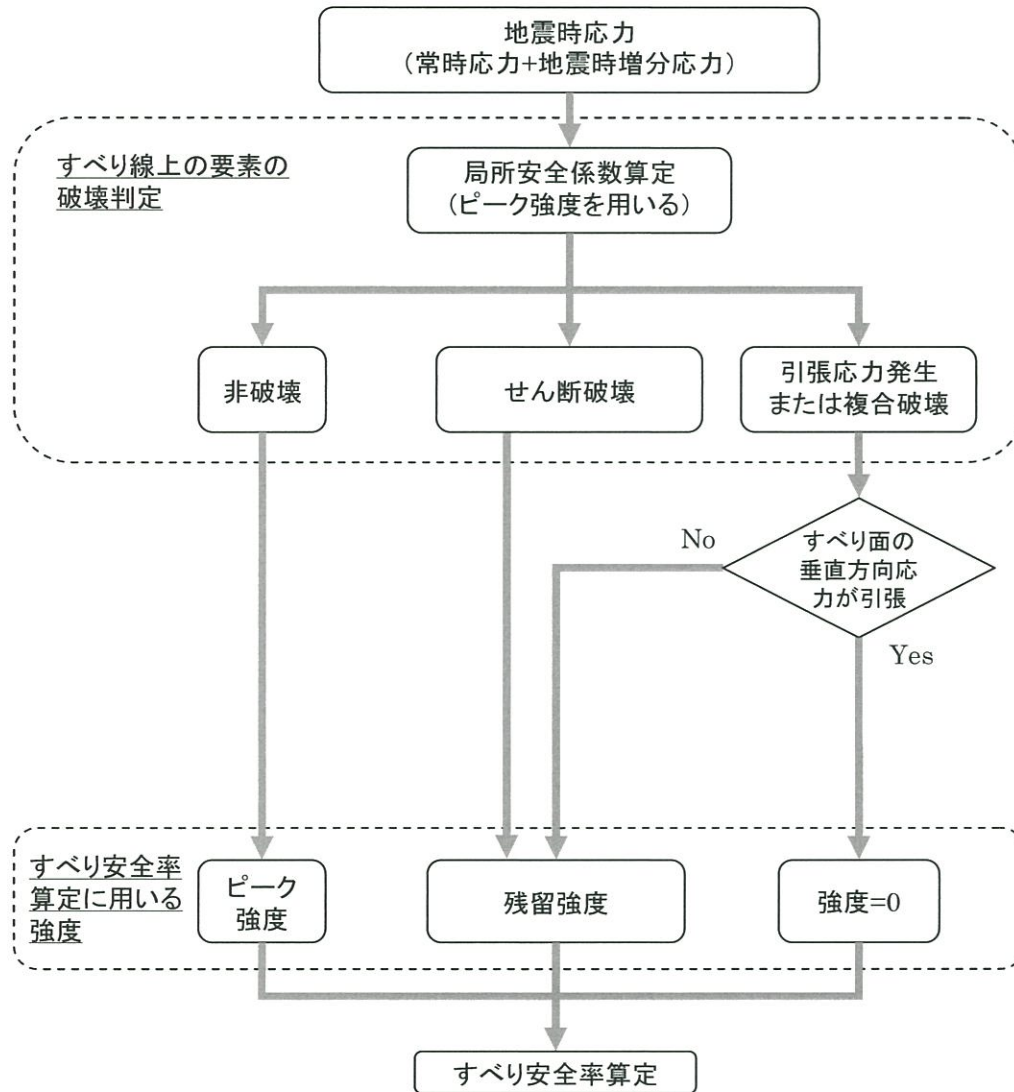 地震時応力
(常時応力+地震時増分応力)
すべり線上の要素の
破壊判定
局所安全係数算定
(ピーク強度を用いる)
非破壊
せん断破壊
引張応力発生
または複合破壊
No
すべり面の
垂直方向応
力が引張
Yes
すべり安全率
算定に用いる
強度
ピーク
強度
残留強度
強度=0
すべり安全率算定